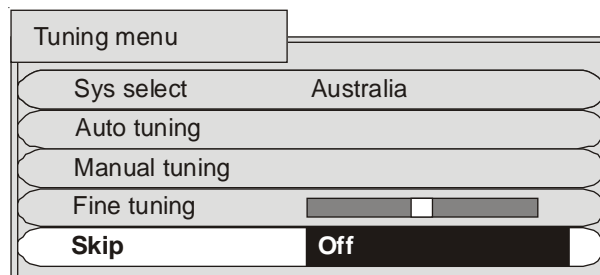 Tuning menu
Sys select Australia
Auto tuning
Manual tuning
Fine tuning
Skip Off